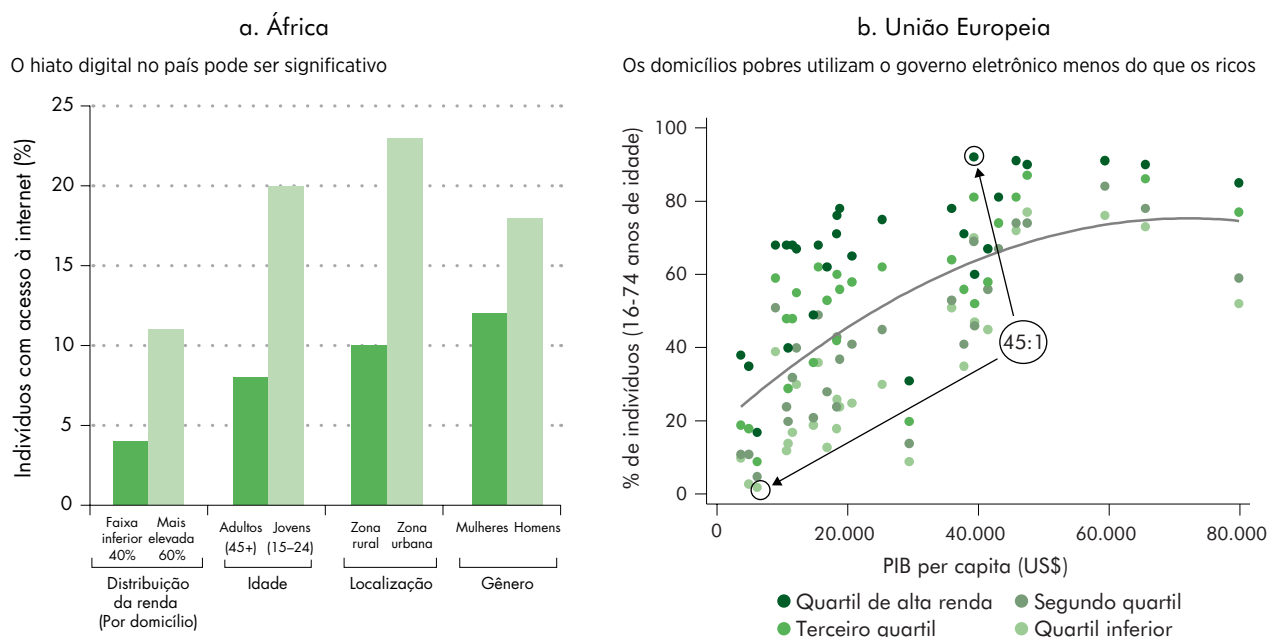 a. África
O hiato digital no país pode ser significativo
Indivíduos com acesso à internet (%)
25
20
15
10
5
0
Faixa inferior 40%
Mais elevada 60%
Adultos (45+)
Jovens (15–24)
Zona rural
Zona urbana
Mulheres
Homens
Distribuição da renda (Por domicílio)
Idade
Localização
Gênero
b. União Europeia
Os domicílios pobres utilizam o governo eletrônico menos do que os ricos
% de indivíduos (16-74 anos de idade)
100
80
60
40
20
0
45:1
0
20.000
40.000
60.000
80.000
PIB per capita (US$)
Quartil de alta renda
Segundo quartil
Terceiro quartil
Quartil inferior